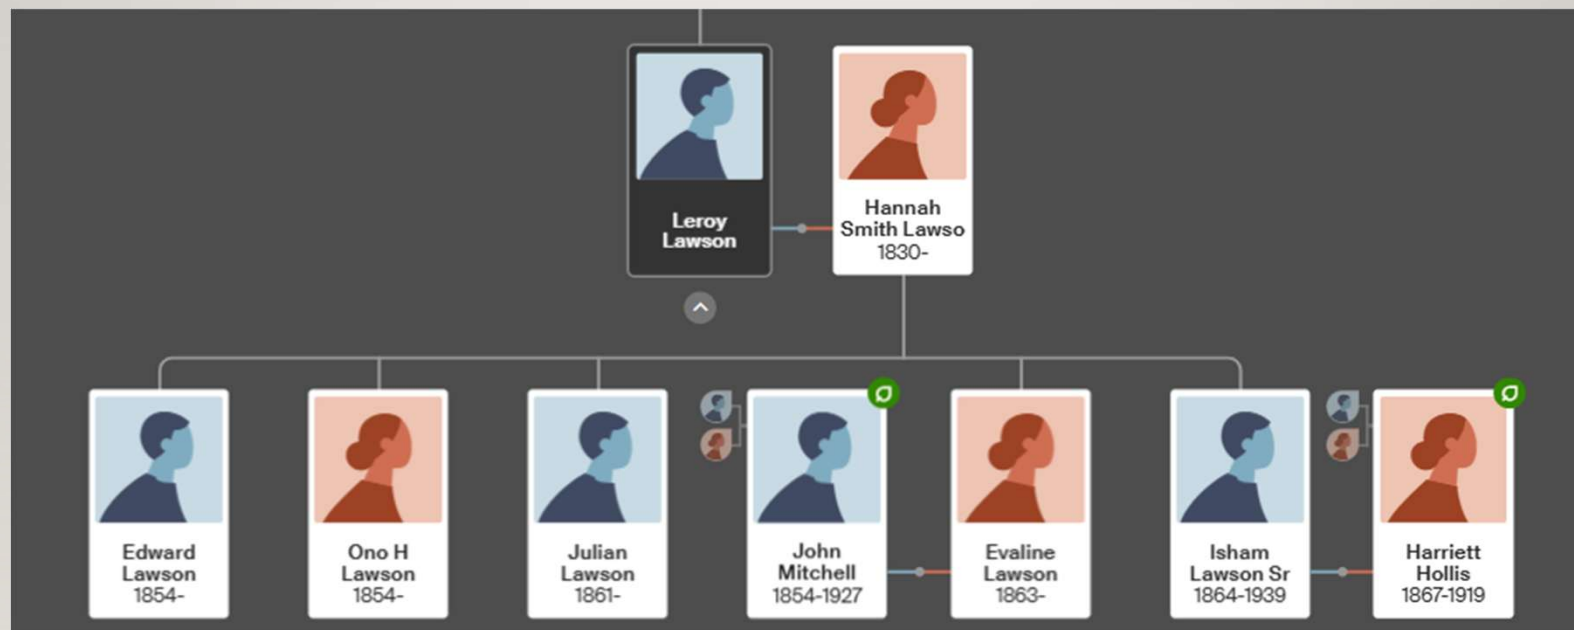 Leroy
Lawson
Hannah
Smith Lawso
1830-
Edward
Lawson
1854-
Ono H
Lawson
1854-
Julian
Lawson
1861-
John
Mitchell
1854-1927
Evaline
Lawson
1863-
Isham
Lawson Sr
1864-1939
Harriett
Hollis
1867-1919